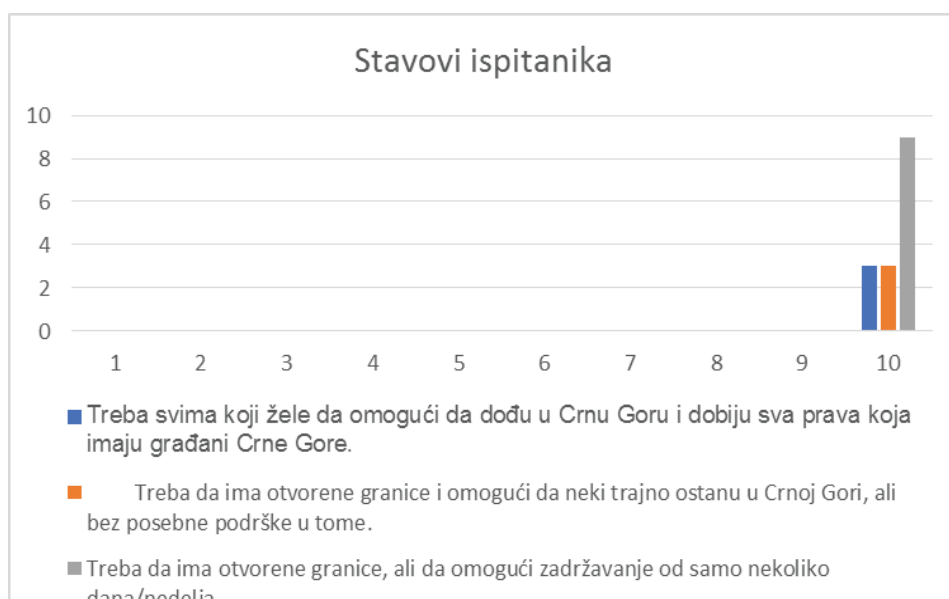 Stavovi ispitanika
10
8
6
4
2
0
1 2 3 4 5 6 7 8 9 10
Treba svima koji žele da omogući da dođu u Crnu Goru i dobiju sva prava koja
imaju građani Crne Gore.
Treba da ima otvorene granice i omogući da neki trajno ostanu u Crnoj Gori, ali
bez posebne podrške u tome.
Treba da ima otvorene granice, ali da omogući zadržavanje od samo nekoliko
dana/nedelja